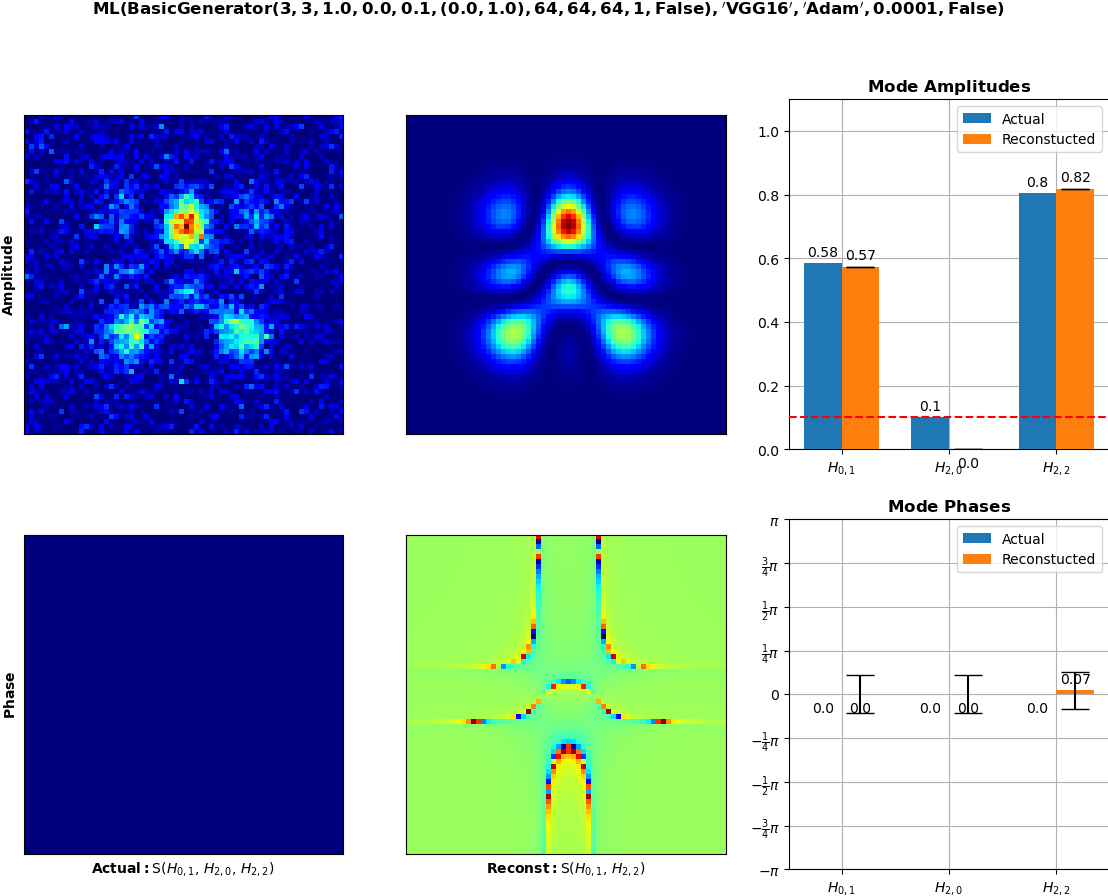 ML(BasicGenerator(3, 3, 1.0, 0.0, 0.1, (0.0, 1.0), 64, 64, 64, 1, False), ′VGG16′, ′Adam′, 0.0001, False)
Amplitude
Mode Amplitudes
Actual
Reconstucted
1.0
0.8
0.6
0.4
0.2
0.0
0.58
0.57
0.1
0.0
0.8
0.82
H0, 1
H2, 0
H2, 2
Phase
Actual: S(H0, 1, H2, 0, H2, 2)
Reconst: S(H0, 1, H2, 2)
Mode Phases
Actual
Reconstucted
π
3/4π
1/2π
1/4π
0
−1/4π
−1/2π
−3/4π
−π
0.0
0.0
0.0
0.0
0.0
0.07
H0, 1
H2, 0
H2, 2